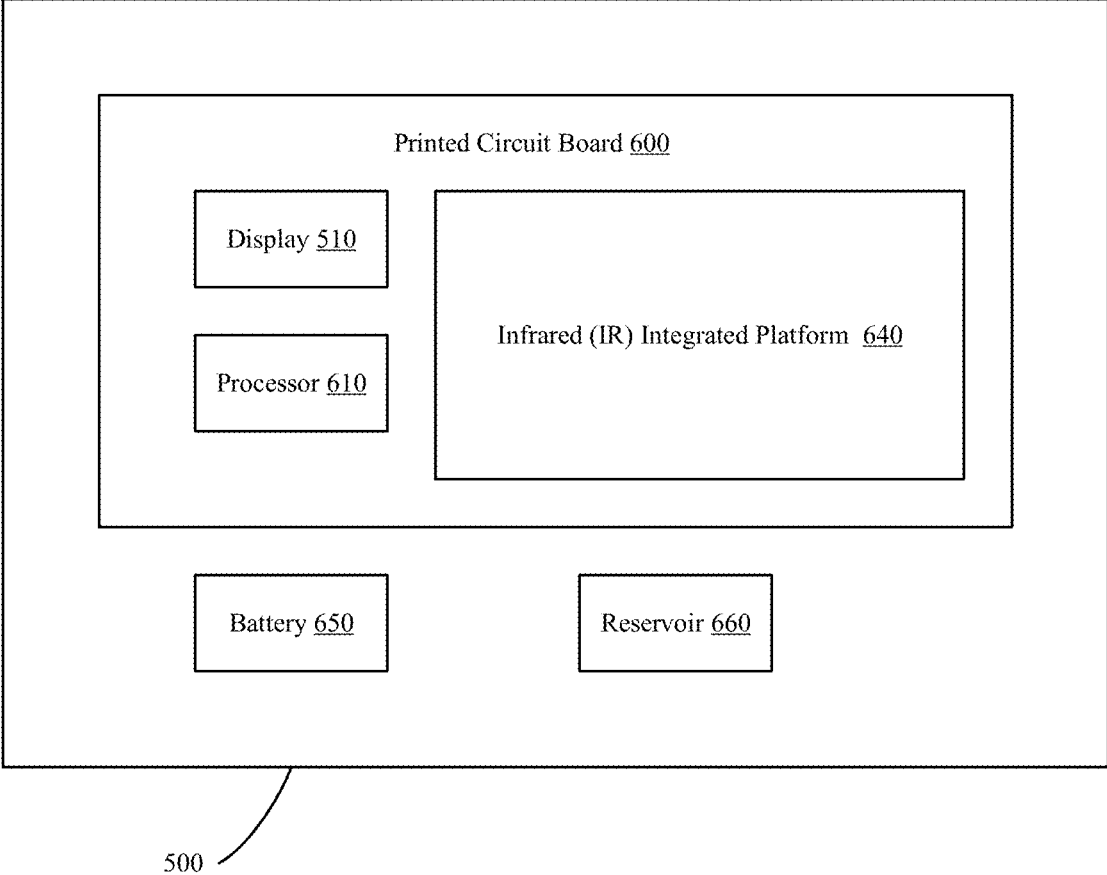 Printed Circuit Board 600
Display 510
Infrared (IR) Integrated Platform 640
Processor 610
Battery 650
Reservoir 660
500